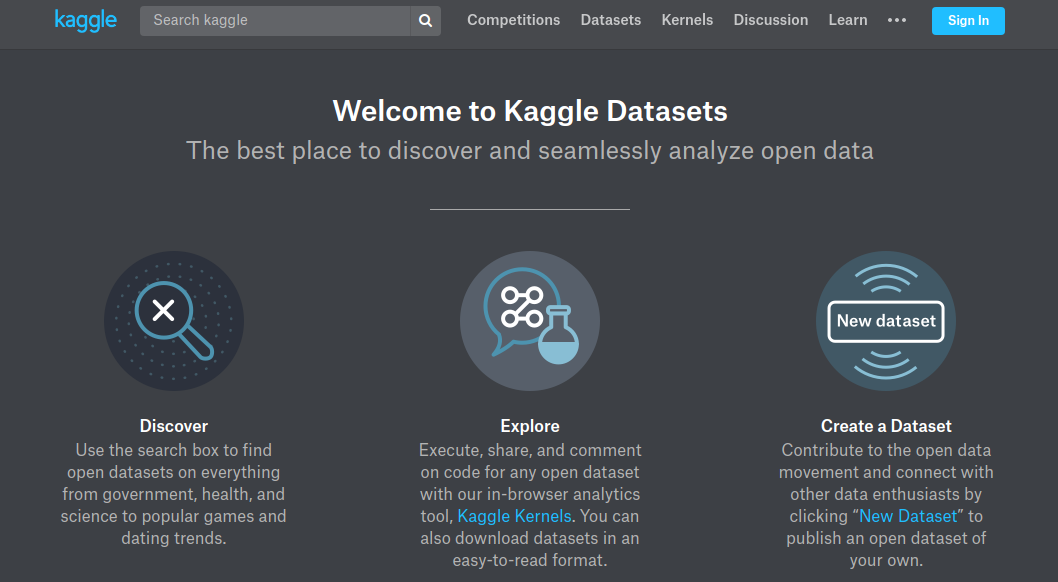 kaggle
Search kaggle
Competitions Datasets Kernels Discussion Learn ••• Sign In
Welcome to Kaggle Datasets
The best place to discover and seamlessly analyze open data
New dataset
Discover
Use the search box to find
open datasets on everything
from government, health, and
science to popular games and
dating trends.
Explore
Execute, share, and comment
on code for any open dataset
with our in-browser analytics
tool, Kaggle Kernels. You can
also download datasets in an
easy-to-read format.
Create a Dataset
Contribute to the open data
movement and connect with
other data enthusiasts by
clicking “New Dataset” to
publish an open dataset of
your own.